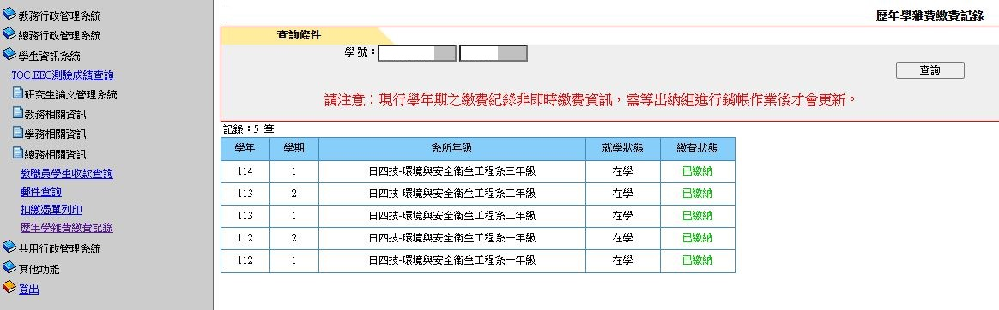 教務行政管理系統
總務行政管理系統
學生資訊系統
TQC.EEC測驗成績查詢
研究生論文管理系統
教務相關資訊
學務相關資訊
總務相關資訊
教職員學生收款查詢
郵件查詢
扣繳憑單列印
歷年學雜費繳費記錄
共用行政管理系統
其他功能
登出
歷年學雜費繳費記錄
查詢條件
學號：
查詢
請注意：現行學年期之繳費紀錄非即時繳費資訊，需等出納組進行銷帳作業後才會更新。
記錄：5 筆
學年 學期 系所年級 就學狀態 繳費狀態
114 1 日四技-環境與安全衛生工程系三年級 在學 已繳納
113 2 日四技-環境與安全衛生工程系二年級 在學 已繳納
113 1 日四技-環境與安全衛生工程系二年級 在學 已繳納
112 2 日四技-環境與安全衛生工程系一年級 在學 已繳納
112 1 日四技-環境與安全衛生工程系一年級 在學 已繳納